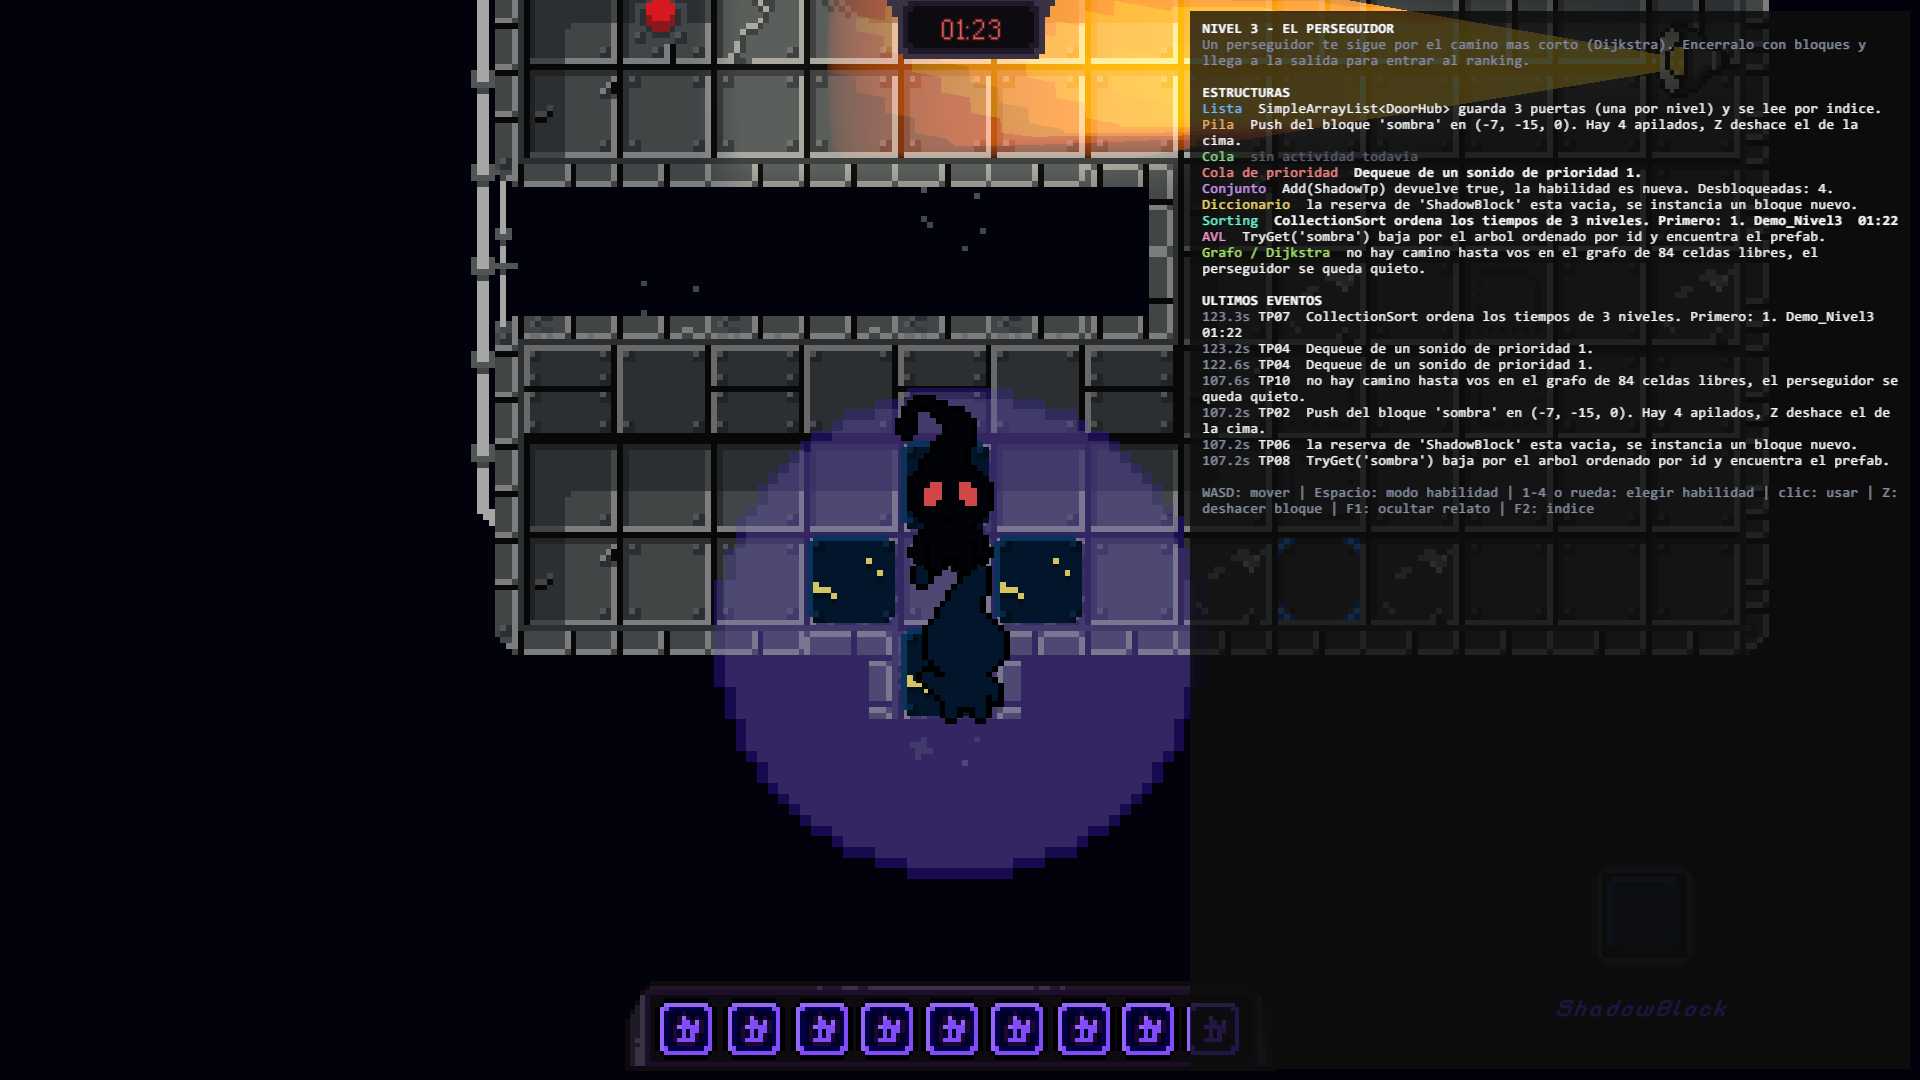 01:23
NIVEL 3 - EL PERSEGUIDOR
Un perseguidor te sigue por el camino mas corto (Dijkstra). Encerralo con bloques y
llega a la salida para entrar al ranking.
ESTRUCTURAS
Lista  SimpleArrayList<DoorHub> guarda 3 puertas (una por nivel) y se lee por indice.
Pila  Push del bloque 'sombra' en (-7, -15, 0). Hay 4 apilados, Z deshace el de la
cima.
Cola  sin actividad todavia
Cola de prioridad  Dequeue de un sonido de prioridad 1.
Conjunto  Add(ShadowTp) devuelve true, la habilidad es nueva. Desbloqueadas: 4.
Diccionario  la reserva de 'ShadowBlock' esta vacia, se instancia un bloque nuevo.
Sorting  CollectionSort ordena los tiempos de 3 niveles. Primero: 1. Demo_Nivel3  01:22
AVL  TryGet('sombra') baja por el arbol ordenado por id y encuentra el prefab.
Grafo / Dijkstra  no hay camino hasta vos en el grafo de 84 celdas libres, el
perseguidor se queda quieto.
ULTIMOS EVENTOS
123.3s TP07  CollectionSort ordena los tiempos de 3 niveles. Primero: 1. Demo_Nivel3
01:22
123.2s TP04  Dequeue de un sonido de prioridad 1.
122.6s TP04  Dequeue de un sonido de prioridad 1.
107.6s TP10  no hay camino hasta vos en el grafo de 84 celdas libres, el perseguidor se
queda quieto.
107.2s TP02  Push del bloque 'sombra' en (-7, -15, 0). Hay 4 apilados, Z deshace el de
la cima.
107.2s TP06  la reserva de 'ShadowBlock' esta vacia, se instancia un bloque nuevo.
107.2s TP08  TryGet('sombra') baja por el arbol ordenado por id y encuentra el prefab.
WASD: mover | Espacio: modo habilidad | 1-4 o rueda: elegir habilidad | clic: usar | Z:
deshacer bloque | F1: ocultar relato | F2: indice
ShadowBlock